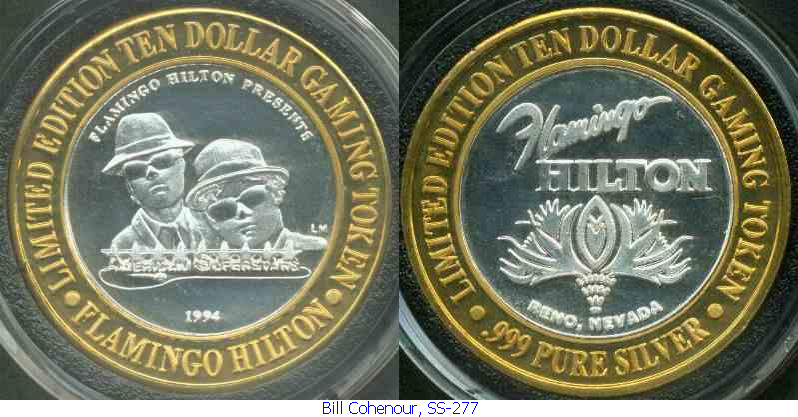 LIMITED EDITION TEN DOLLAR GAMING TOKEN
• FLAMINGO HILTON •
FLAMINGO HILTON PRESENTS
LM
AMERICAN SUPERSTARS
1994
LIMITED EDITION TEN DOLLAR GAMING TOKEN
• .999 PURE SILVER •
Flamingo
HILTON
RENO, NEVADA
Bill Cohenour, SS-277